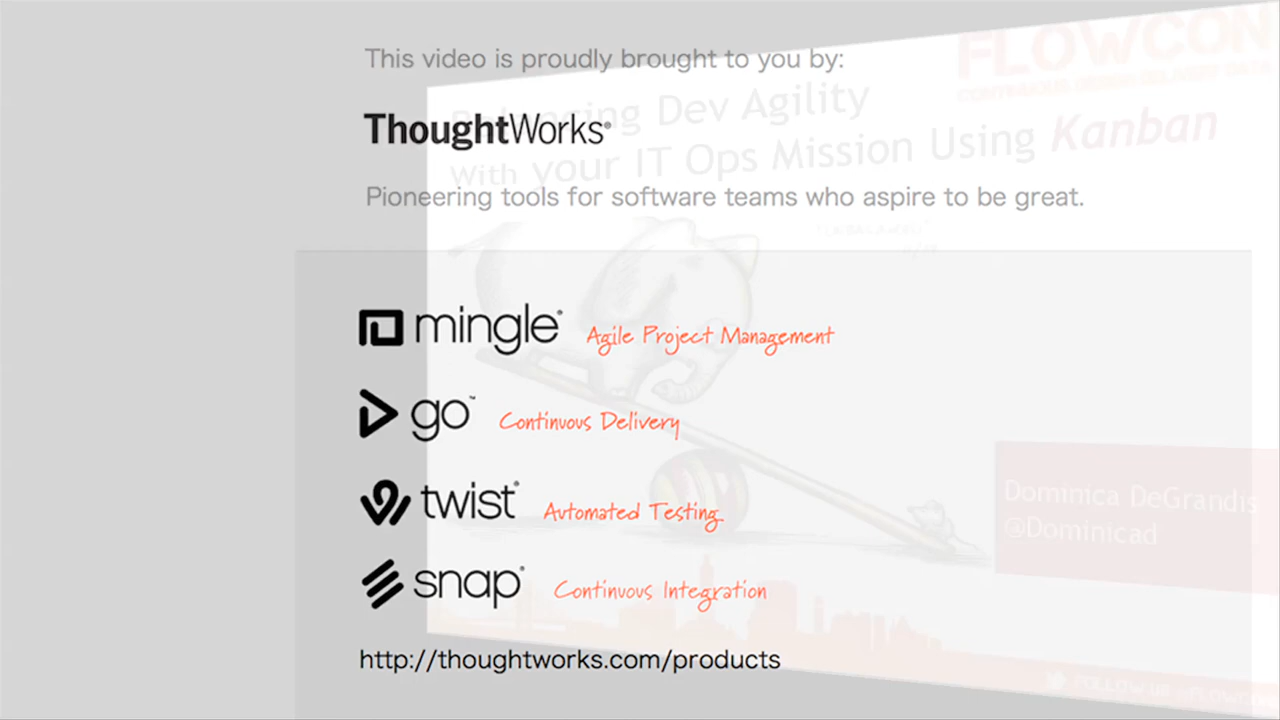 This video is proudly brought to you by:
ThoughtWorks®
Pioneering tools for software teams who aspire to be great.
mingle® Agile Project Management
go™ Continuous Delivery
twist® Automated Testing
snap® Continuous Integration
http://thoughtworks.com/products
FLOWCON
Dev Agility
With your IT Ops Mission Using Kanban
Dominica DeGrandis
@Dominicad